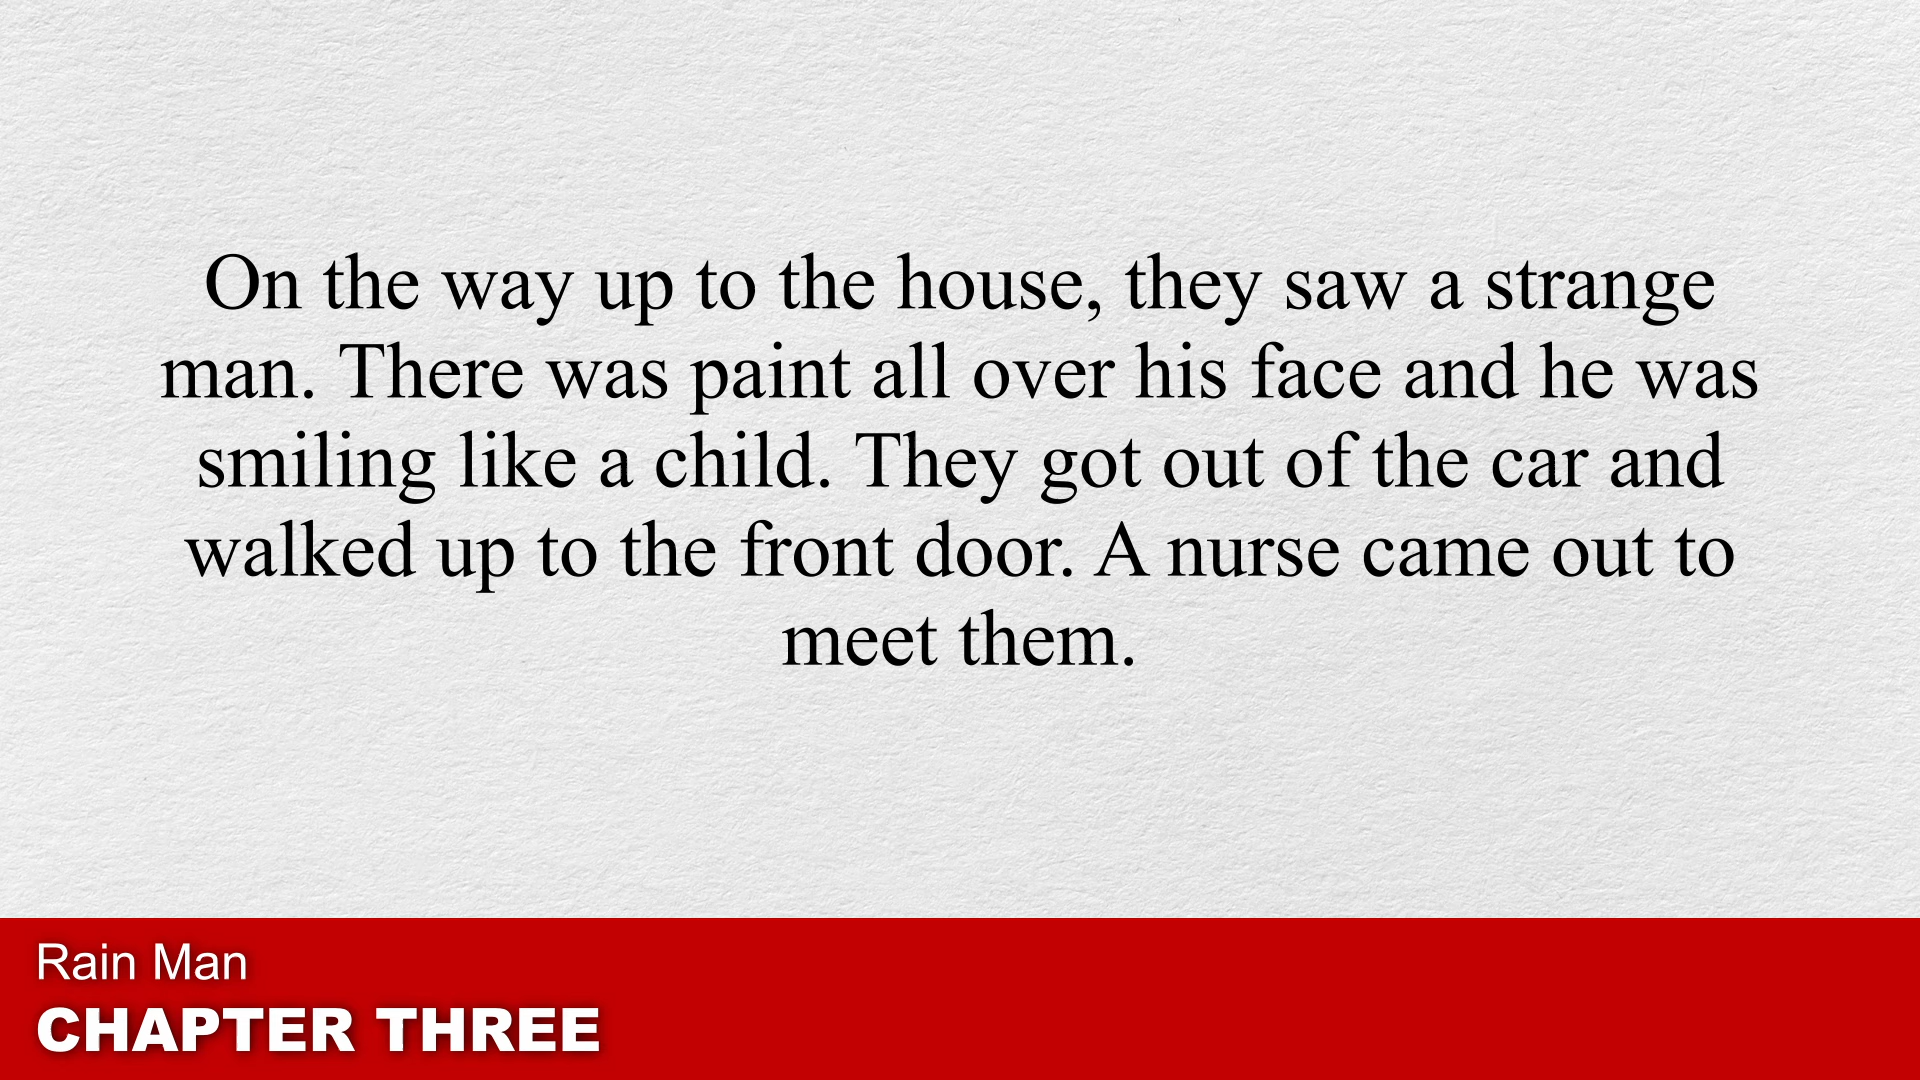 On the way up to the house, they saw a strange
man. There was paint all over his face and he was
smiling like a child. They got out of the car and
walked up to the front door. A nurse came out to
meet them.
Rain Man
CHAPTER THREE